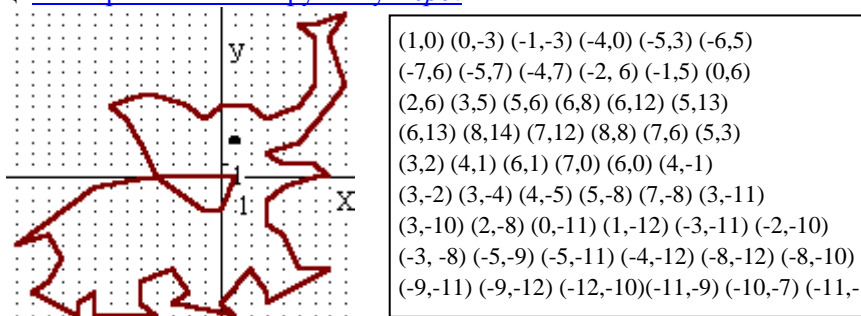 y
1
1
X
(1,0) (0,-3) (-1,-3) (-4,0) (-5,3) (-6,5)
(-7,6) (-5,7) (-4,7) (-2, 6) (-1,5) (0,6)
(2,6) (3,5) (5,6) (6,8) (6,12) (5,13)
(6,13) (8,14) (7,12) (8,8) (7,6) (5,3)
(3,2) (4,1) (6,1) (7,0) (6,0) (4,-1)
(3,-2) (3,-4) (4,-5) (5,-8) (7,-8) (3,-11)
(3,-10) (2,-8) (0,-11) (1,-12) (-3,-11) (-2,-10)
(-3, -8) (-5,-9) (-5,-11) (-4,-12) (-8,-12) (-8,-10)
(-9,-11) (-9,-12) (-12,-10)(-11,-9) (-10,-7) (-11,-